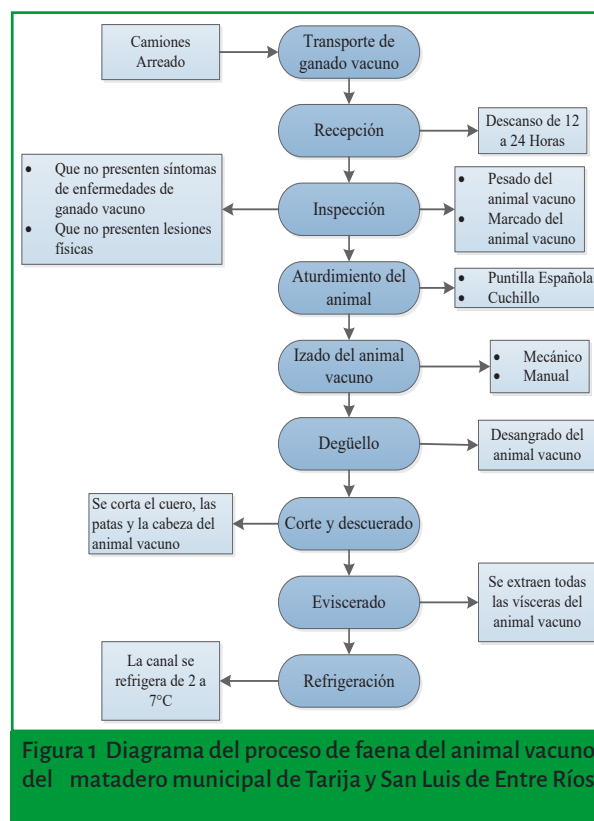 Camiones
Arreado
Transporte de
ganado vacuno
Recepción
Descanso de 12
a 24 Horas
• Que no presenten síntomas
de enfermedades de
ganado vacuno
• Que no presenten lesiones
físicas
Inspección
• Pesado del
animal vacuno
• Marcado del
animal vacuno
Aturdimiento del
animal
• Puntilla Española
• Cuchillo
Izado del animal
vacuno
• Mecánico
• Manual
Degüello
Desangrado del
animal vacuno
Se corta el cuero, las
patas y la cabeza del
animal vacuno
Corte y descuerado
Eviscerado
Se extraen todas
las vísceras del
animal vacuno
La canal se
refrigera de 2 a
7°C
Refrigeración
Figura 1 Diagrama del proceso de faena del animal vacuno
del matadero municipal de Tarija y San Luis de Entre Ríos